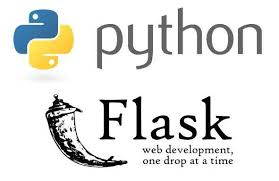 python
Flask
web development,
one drop at a time